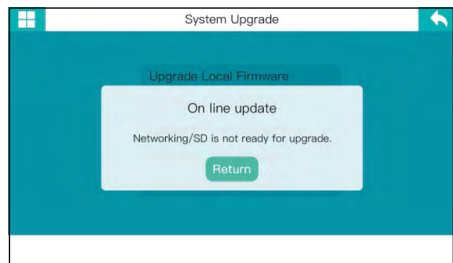 System Upgrade
Upgrade Local Firmware
On line update
Networking/SD is not ready for upgrade.
Return